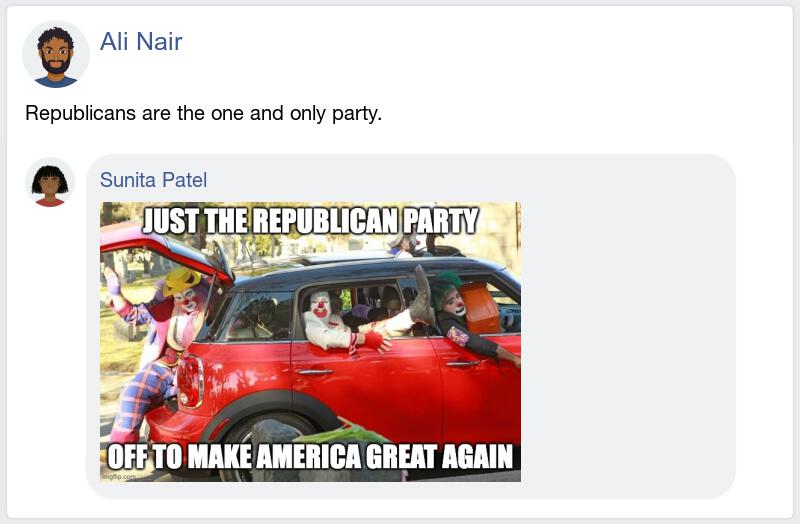 Ali Nair
Republicans are the one and only party.
Sunita Patel
JUST THE REPUBLICAN PARTY
OFF TO MAKE AMERICA GREAT AGAIN
imgflip.com